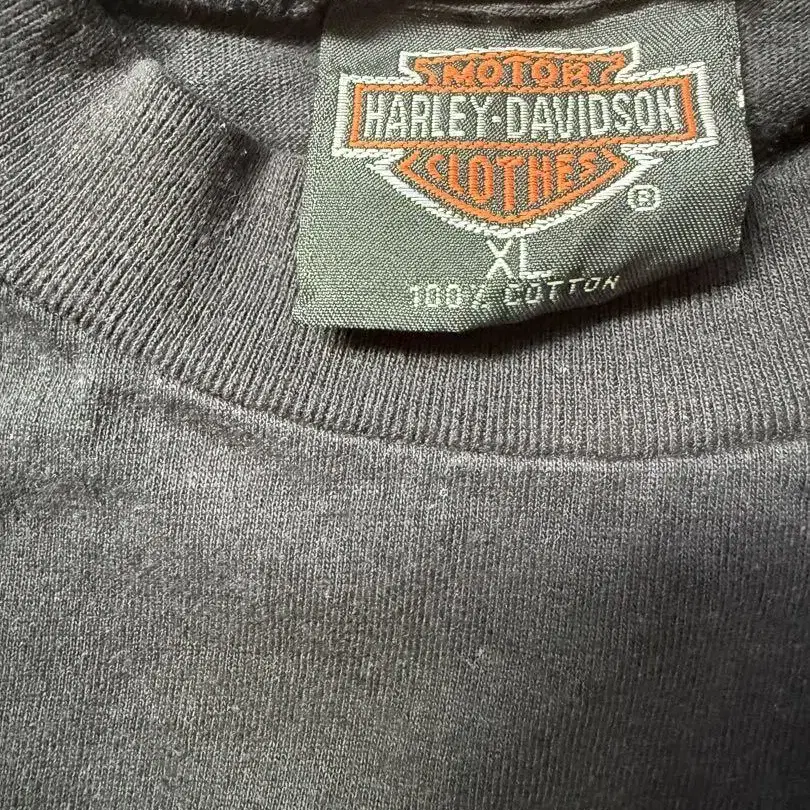 MOTOR
HARLEY-DAVIDSON
CLOTHES
®
XL
100% COTTON